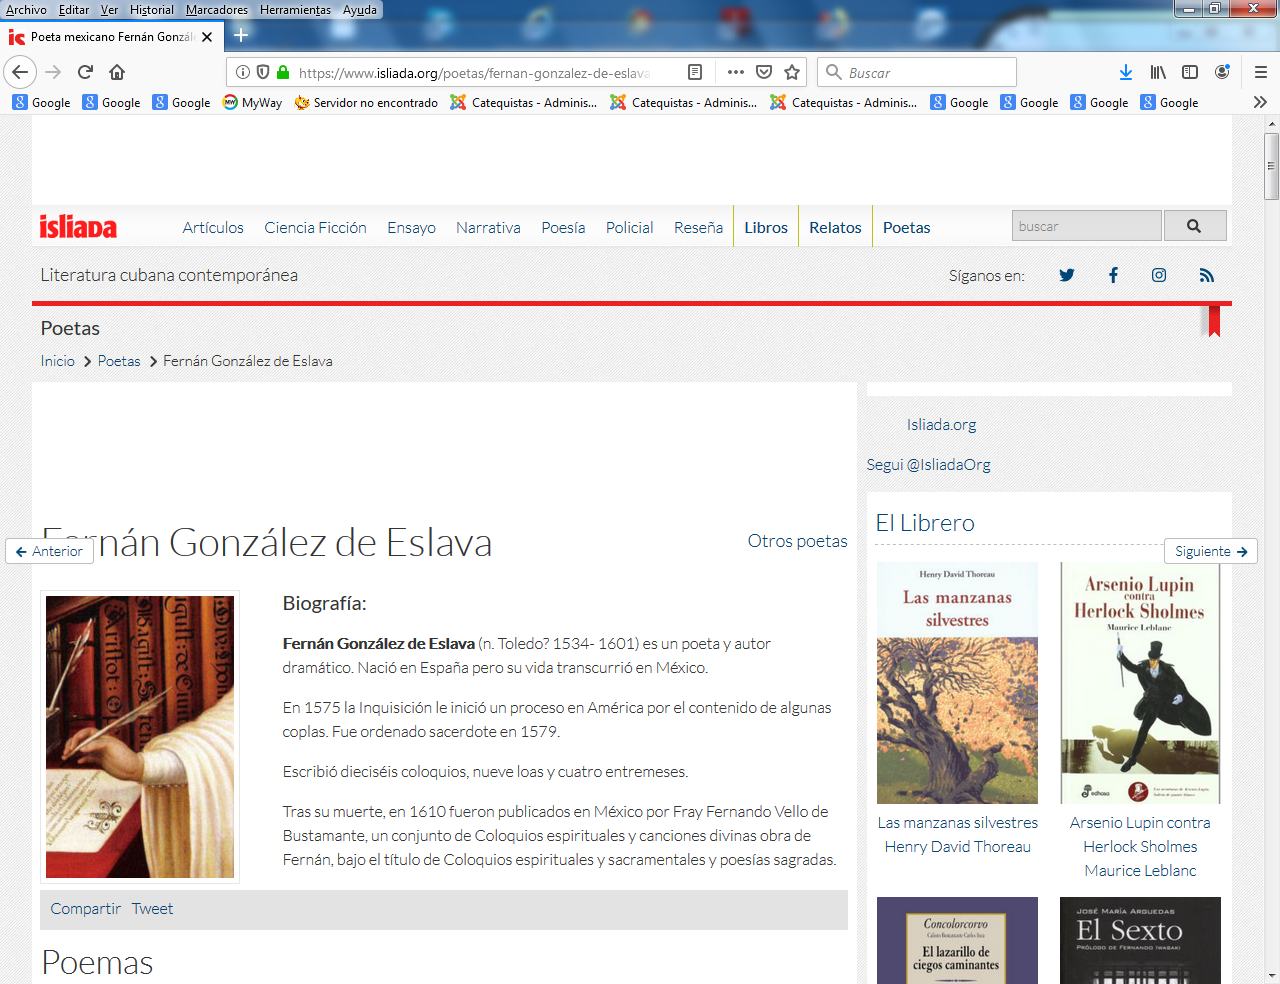 Archivo Editar Ver Historial Marcadores Herramientas Ayuda
Poeta mexicano Fernán Gonzál
https://www.isliada.org/poetas/fernan-gonzalez-de-eslava
Buscar
Google Google Google MyWay Servidor no encontrado Catequistas - Adminis... Catequistas - Adminis... Catequistas - Adminis... Google Google Google Google
isliada Artículos Ciencia Ficción Ensayo Narrativa Poesía Policial Reseña Libros Relatos Poetas buscar
Literatura cubana contemporánea Síganos en:
Poetas
Inicio Poetas Fernán González de Eslava
Isliada.org
Segui @IsliadaOrg
El Librero
Fernán González de Eslava Otros poetas
Anterior Siguiente
Biografía:
Fernán González de Eslava (n. Toledo? 1534- 1601) es un poeta y autor
dramático. Nació en España pero su vida transcurrió en México.
En 1575 la Inquisición le inició un proceso en América por el contenido de algunas
coplas. Fue ordenado sacerdote en 1579.
Escribió dieciséis coloquios, nueve loas y cuatro entremeses.
Tras su muerte, en 1610 fueron publicados en México por Fray Fernando Vello de
Bustamante, un conjunto de Coloquios espirituales y canciones divinas obra de
Fernán, bajo el título de Coloquios espirituales y sacramentales y poesías sagradas.
Compartir Tweet
Poemas
Henry David Thoreau
Las manzanas
silvestres
Arsenio Lupin
contra
Herlock Sholmes
Maurice Leblanc
edhasa
Las manzanas silvestres
Henry David Thoreau
Arsenio Lupin contra
Herlock Sholmes
Maurice Leblanc
Concolorcorvo
El lazarillo de
ciegos caminantes
JOSÉ MARÍA ARGUEDAS
El Sexto
PRÓLOGO DE FERNANDO IWASAKI